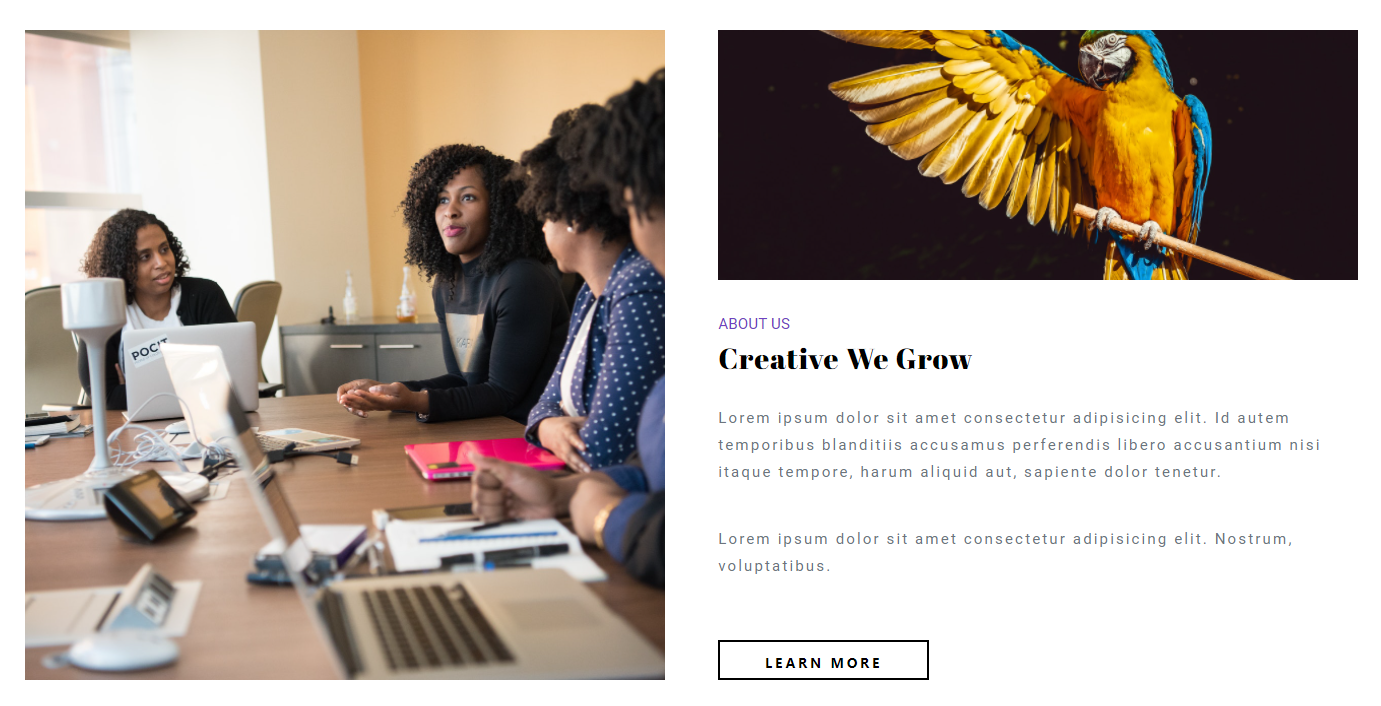 POCIT
ABOUT US
Creative We Grow
Lorem ipsum dolor sit amet consectetur adipisicing elit. Id autem
temporibus blanditiis accusamus perferendis libero accusantium nisi
itaque tempore, harum aliquid aut, sapiente dolor tenetur.
Lorem ipsum dolor sit amet consectetur adipisicing elit. Nostrum,
voluptatibus.
LEARN MORE